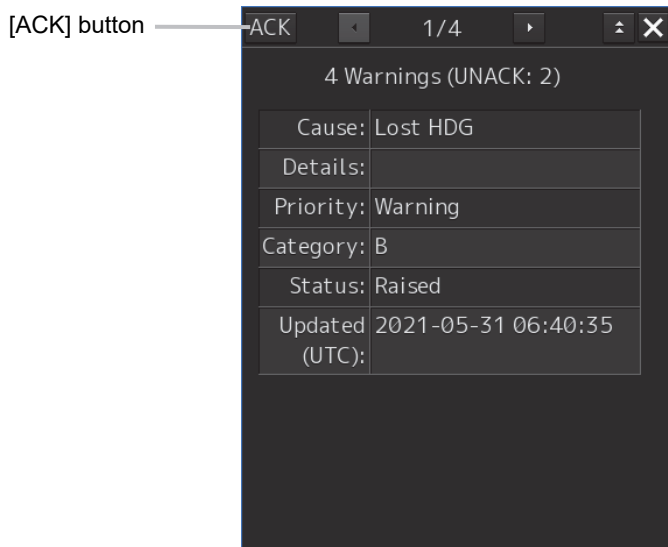 [ACK] button
ACK 1/4
4 Warnings (UNACK: 2)
Cause: Lost HDG
Details:
Priority: Warning
Category: B
Status: Raised
Updated 2021-05-31 06:40:35
(UTC):